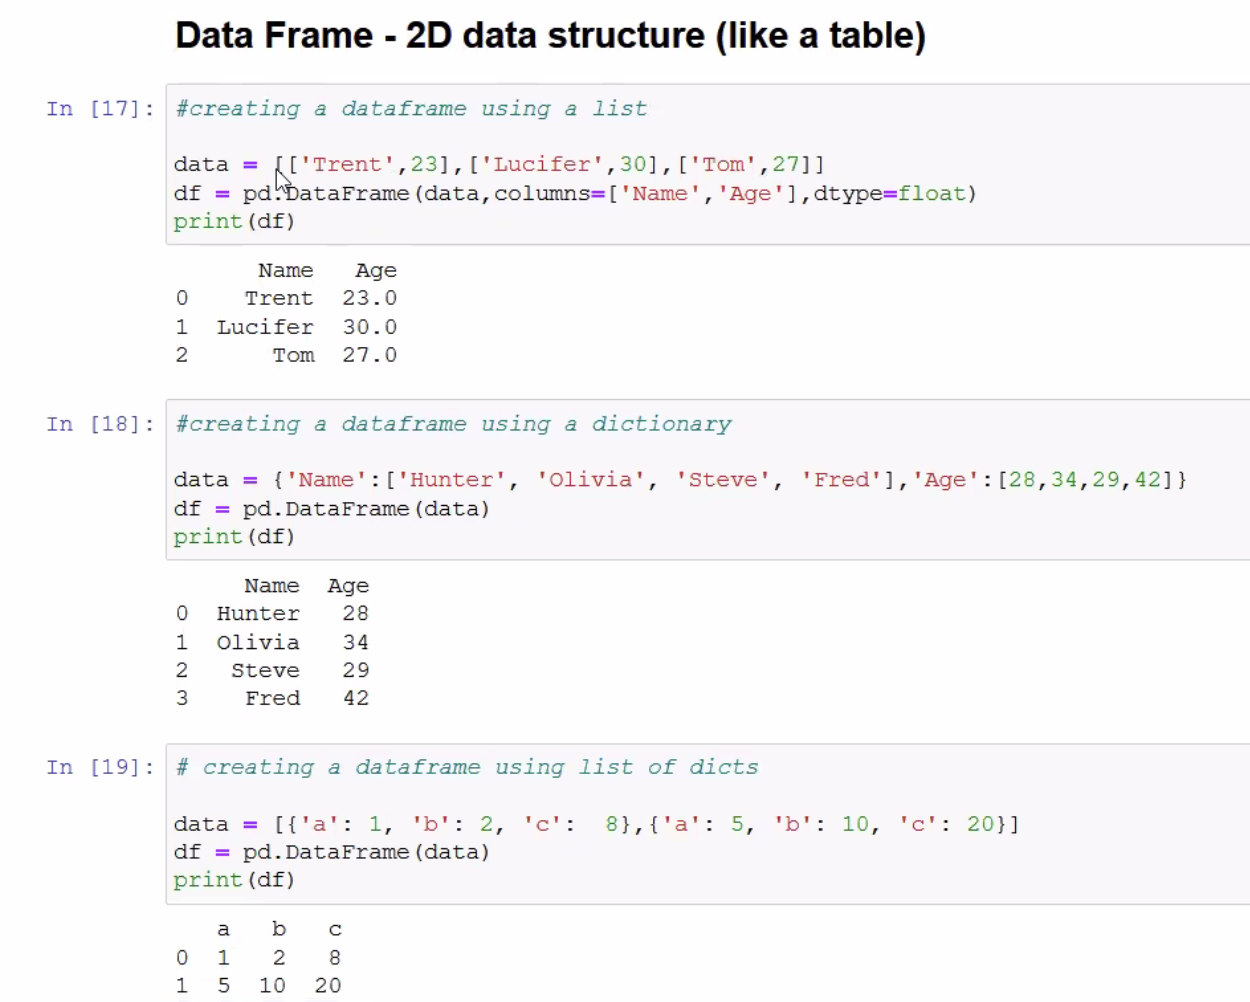 Data Frame - 2D data structure (like a table)
In [17]:
#creating a dataframe using a list
data = [['Trent',23],['Lucifer',30],['Tom',27]]
df = pd.DataFrame(data,columns=['Name','Age'],dtype=float)
print(df)
Name Age
0 Trent 23.0
1 Lucifer 30.0
2 Tom 27.0
In [18]:
#creating a dataframe using a dictionary
data = {'Name':['Hunter', 'Olivia', 'Steve', 'Fred'],'Age':[28,34,29,42]}
df = pd.DataFrame(data)
print(df)
Name Age
0 Hunter 28
1 Olivia 34
2 Steve 29
3 Fred 42
In [19]:
# creating a dataframe using list of dicts
data = [{'a': 1, 'b': 2, 'c':  8},{'a': 5, 'b': 10, 'c': 20}]
df = pd.DataFrame(data)
print(df)
a b c
0 1 2 8
1 5 10 20